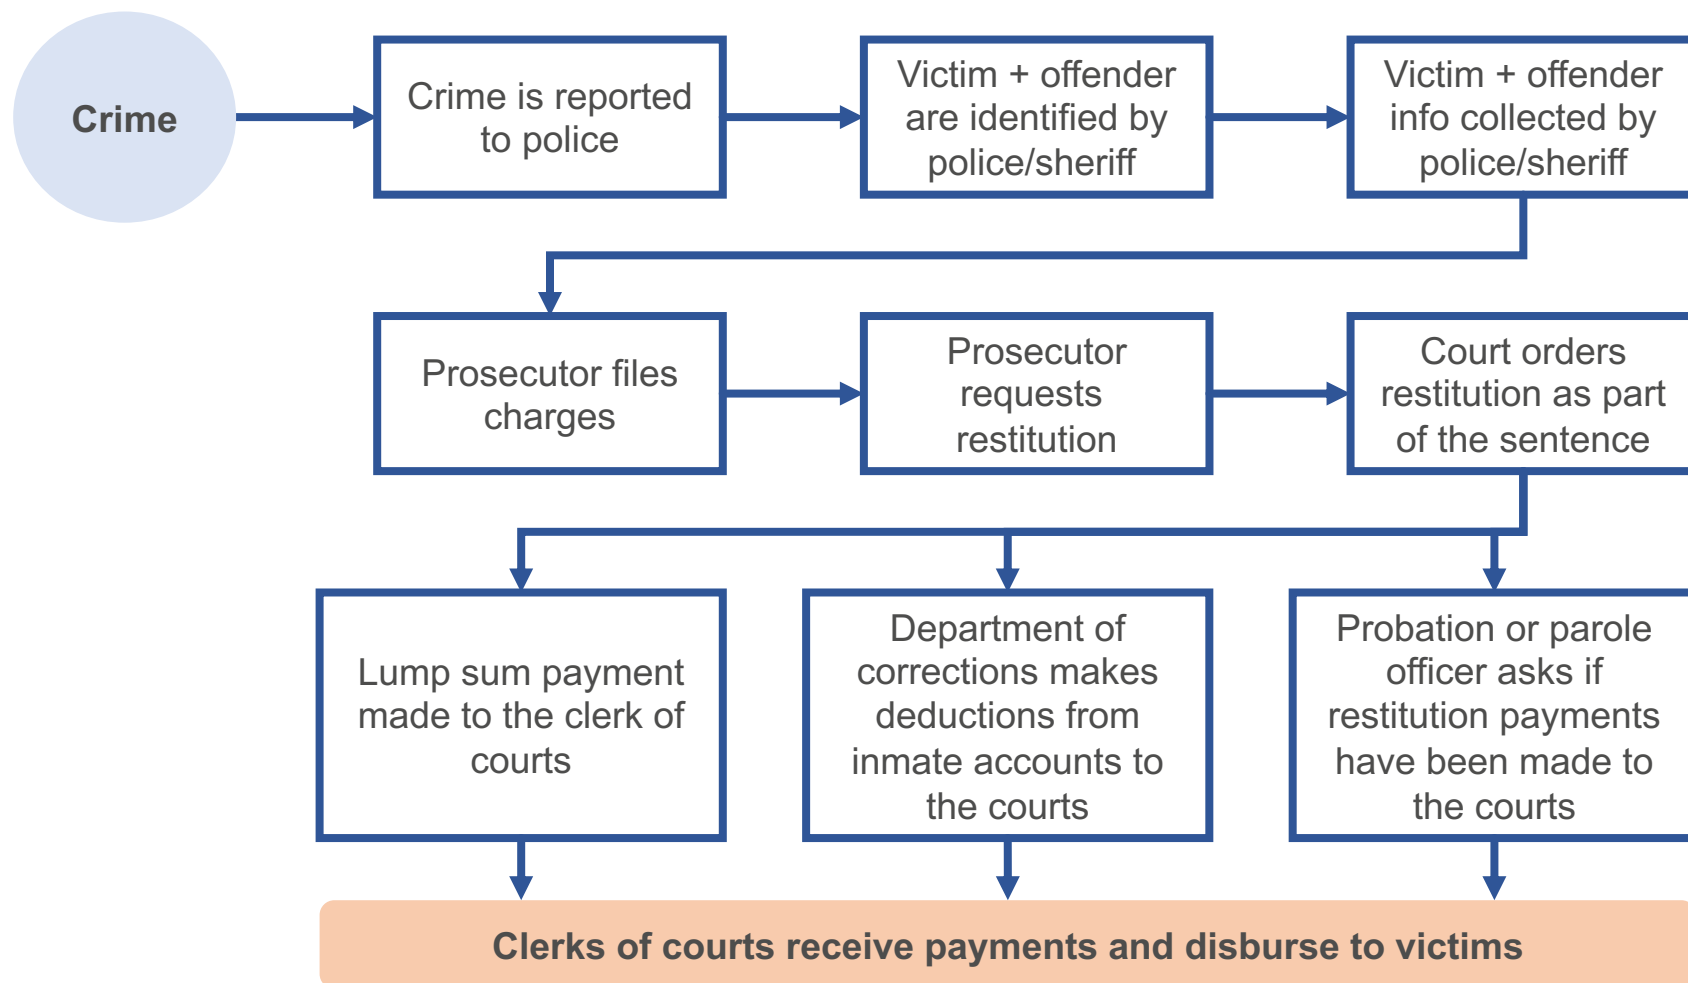 Crime
Crime is reported
to police
Victim + offender
are identified by
police/sheriff
Victim + offender
info collected by
police/sheriff
Prosecutor files
charges
Prosecutor
requests
restitution
Court orders
restitution as part
of the sentence
Lump sum payment
made to the clerk of
courts
Department of
corrections makes
deductions from
inmate accounts to
the courts
Probation or parole
officer asks if
restitution payments
have been made to
the courts
Clerks of courts receive payments and disburse to victims